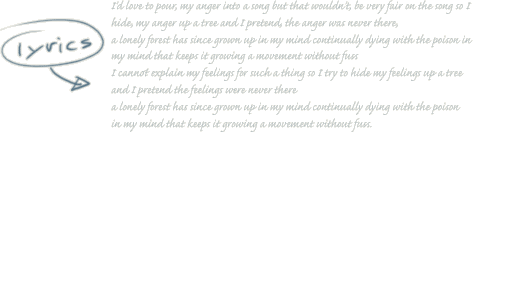 I'd love to pour, my anger into a song but that wouldn't, be very fair on the song so I
hide, my anger up a tree and I pretend, the anger was never there,
lyrics
a lonely forest has since grown up in my mind continually dying with the poison in
my mind that keeps it growing a movement without fuss
I cannot explain my feelings for such a thing so I try to hide my feelings up a tree
and I pretend the feelings were never there
a lonely forest has since grown up in my mind continually dying with the poison
in my mind that keeps it growing a movement without fuss.